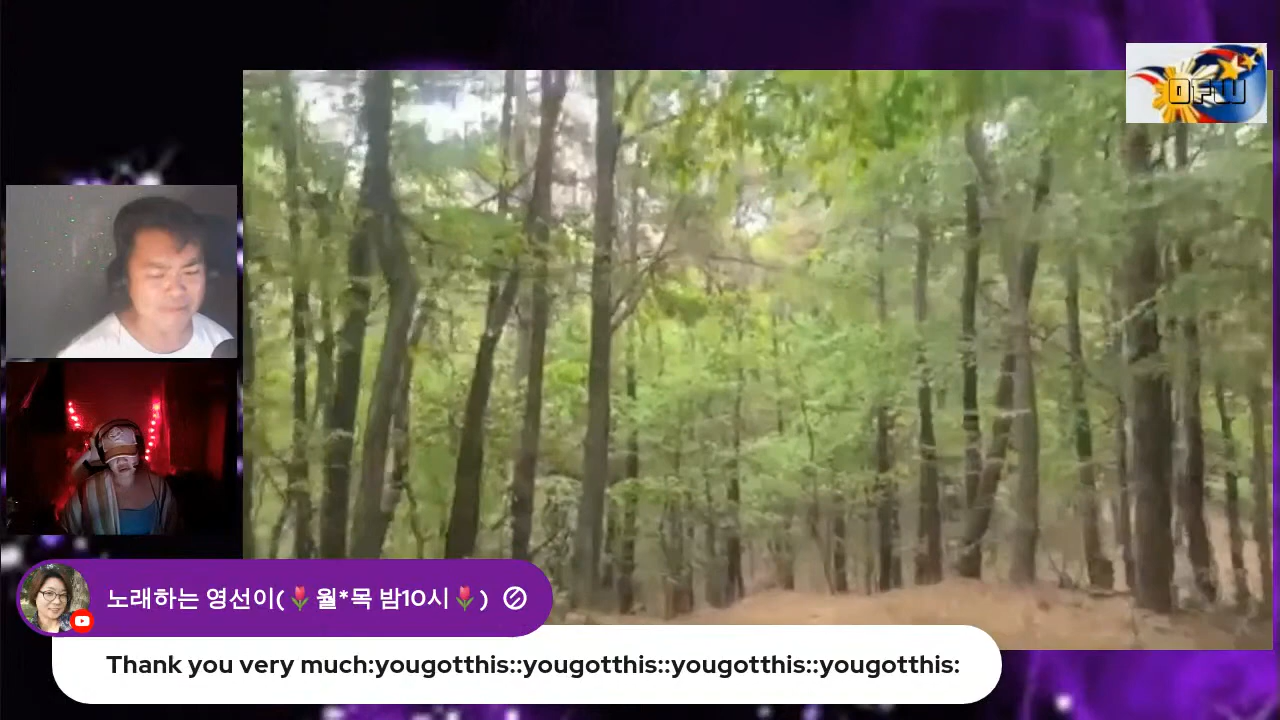 OFW
노래하는 영선이(🌷월*목 밤10시🌷)
Thank you very much:yougotthis::yougotthis::yougotthis::yougotthis: